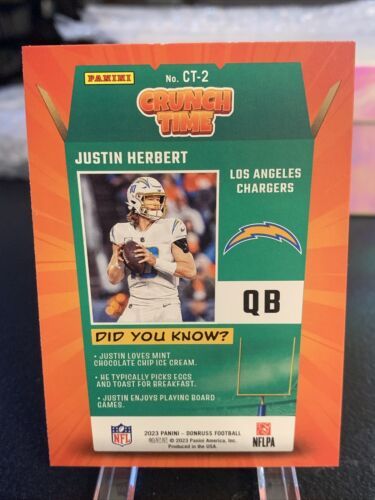 PANINI
No. CT-2
CRUNCH
TIME
JUSTIN HERBERT
LOS ANGELES
CHARGERS
QB
DID YOU KNOW?
• JUSTIN LOVES MINT
CHOCOLATE CHIP ICE CREAM.
• HE TYPICALLY PICKS EGGS
AND TOAST FOR BREAKFAST.
• JUSTIN ENJOYS PLAYING BOARD
GAMES.
NFL
2023 PANINI - DONRUSS FOOTBALL
© 2023 Panini America, Inc.
Produced in the USA.
NFLPA